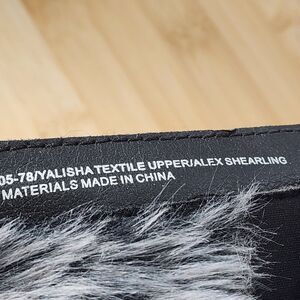 05-78/YALISHA TEXTILE UPPER/ALEX SHEARLING
MATERIALS MADE IN CHINA